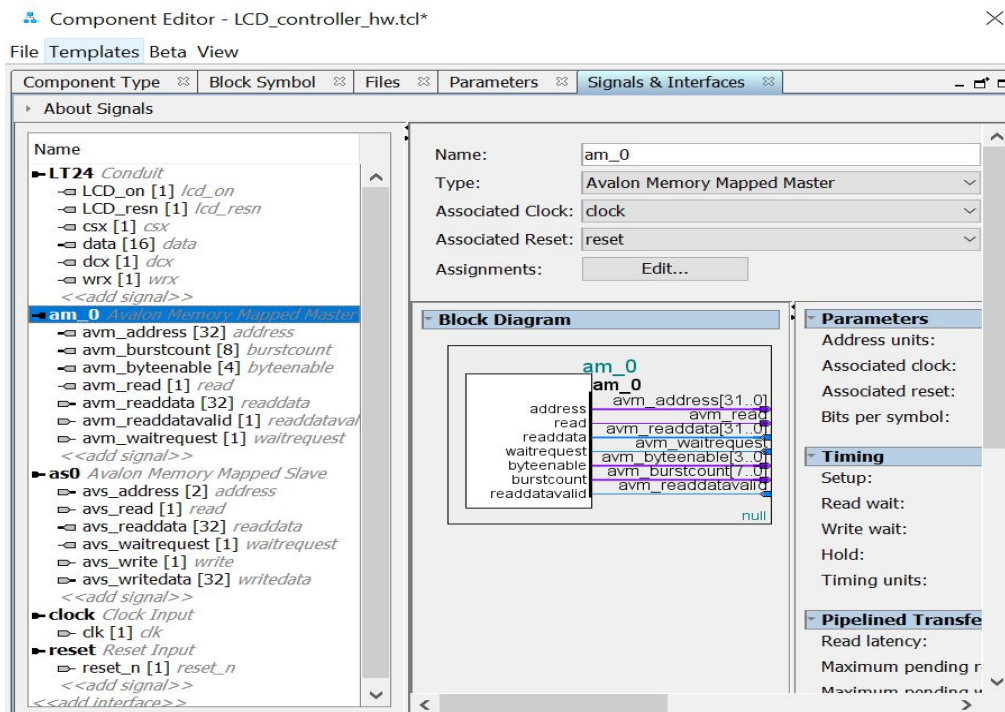 Component Editor - LCD_controller_hw.tcl*
File Templates Beta View
Component Type Block Symbol Files Parameters Signals & Interfaces
About Signals
Name
LT24 Conduit
LCD_on [1] lcd_on
LCD_resn [1] lcd_resn
csx [1] csx
data [16] data
dcx [1] dcx
wrx [1] wrx
<<add signal>>
am_0 Avalon Memory Mapped Master
avm_address [32] address
avm_burstcount [8] burstcount
avm_byteenable [4] byteenable
avm_read [1] read
avm_readdata [32] readdata
avm_readdatavalid [1] readdataval
avm_waitrequest [1] waitrequest
<<add signal>>
as0 Avalon Memory Mapped Slave
avs_address [2] address
avs_read [1] read
avs_readdata [32] readdata
avs_waitrequest [1] waitrequest
avs_write [1] write
avs_writedata [32] writedata
<<add signal>>
clock Clock Input
clk [1] clk
reset Reset Input
reset_n [1] reset_n
<<add signal>>
<<add interface>>
Name: am_0
Type: Avalon Memory Mapped Master
Associated Clock: clock
Associated Reset: reset
Assignments: Edit...
Block Diagram
am_0
am_0
address avm_address[31..0]
read avm_read
readdata avm_readdata[31..0]
waitrequest avm_waitrequest
byteenable avm_byteenable[3..0]
burstcount avm_burstcount[7..0]
readdatavalid avm_readdatavalid
null
Parameters
Address units:
Associated clock:
Associated reset:
Bits per symbol:
Timing
Setup:
Read wait:
Write wait:
Hold:
Timing units:
Pipelined Transfe
Read latency:
Maximum pending r
Maximum pending w